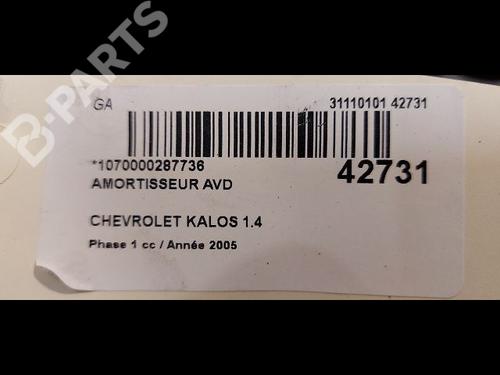 B-PARTS
GA 31110101 42731
*1070000287736 42731
AMORTISSEUR AVD
CHEVROLET KALOS 1.4
Phase 1 cc / Année 2005